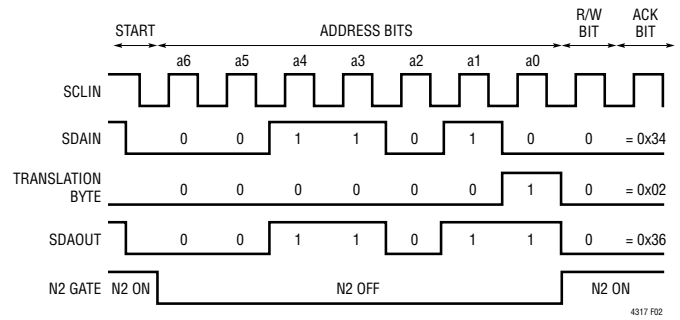 START ADDRESS BITS R/W BIT ACK BIT
a6 a5 a4 a3 a2 a1 a0
SCLIN
SDAIN 0 0 1 1 0 1 0 0 = 0x34
TRANSLATION BYTE 0 0 0 0 0 0 1 0 = 0x02
SDAOUT 0 0 1 1 0 1 1 0 = 0x36
N2 GATE N2 ON N2 OFF N2 ON
4317 F02